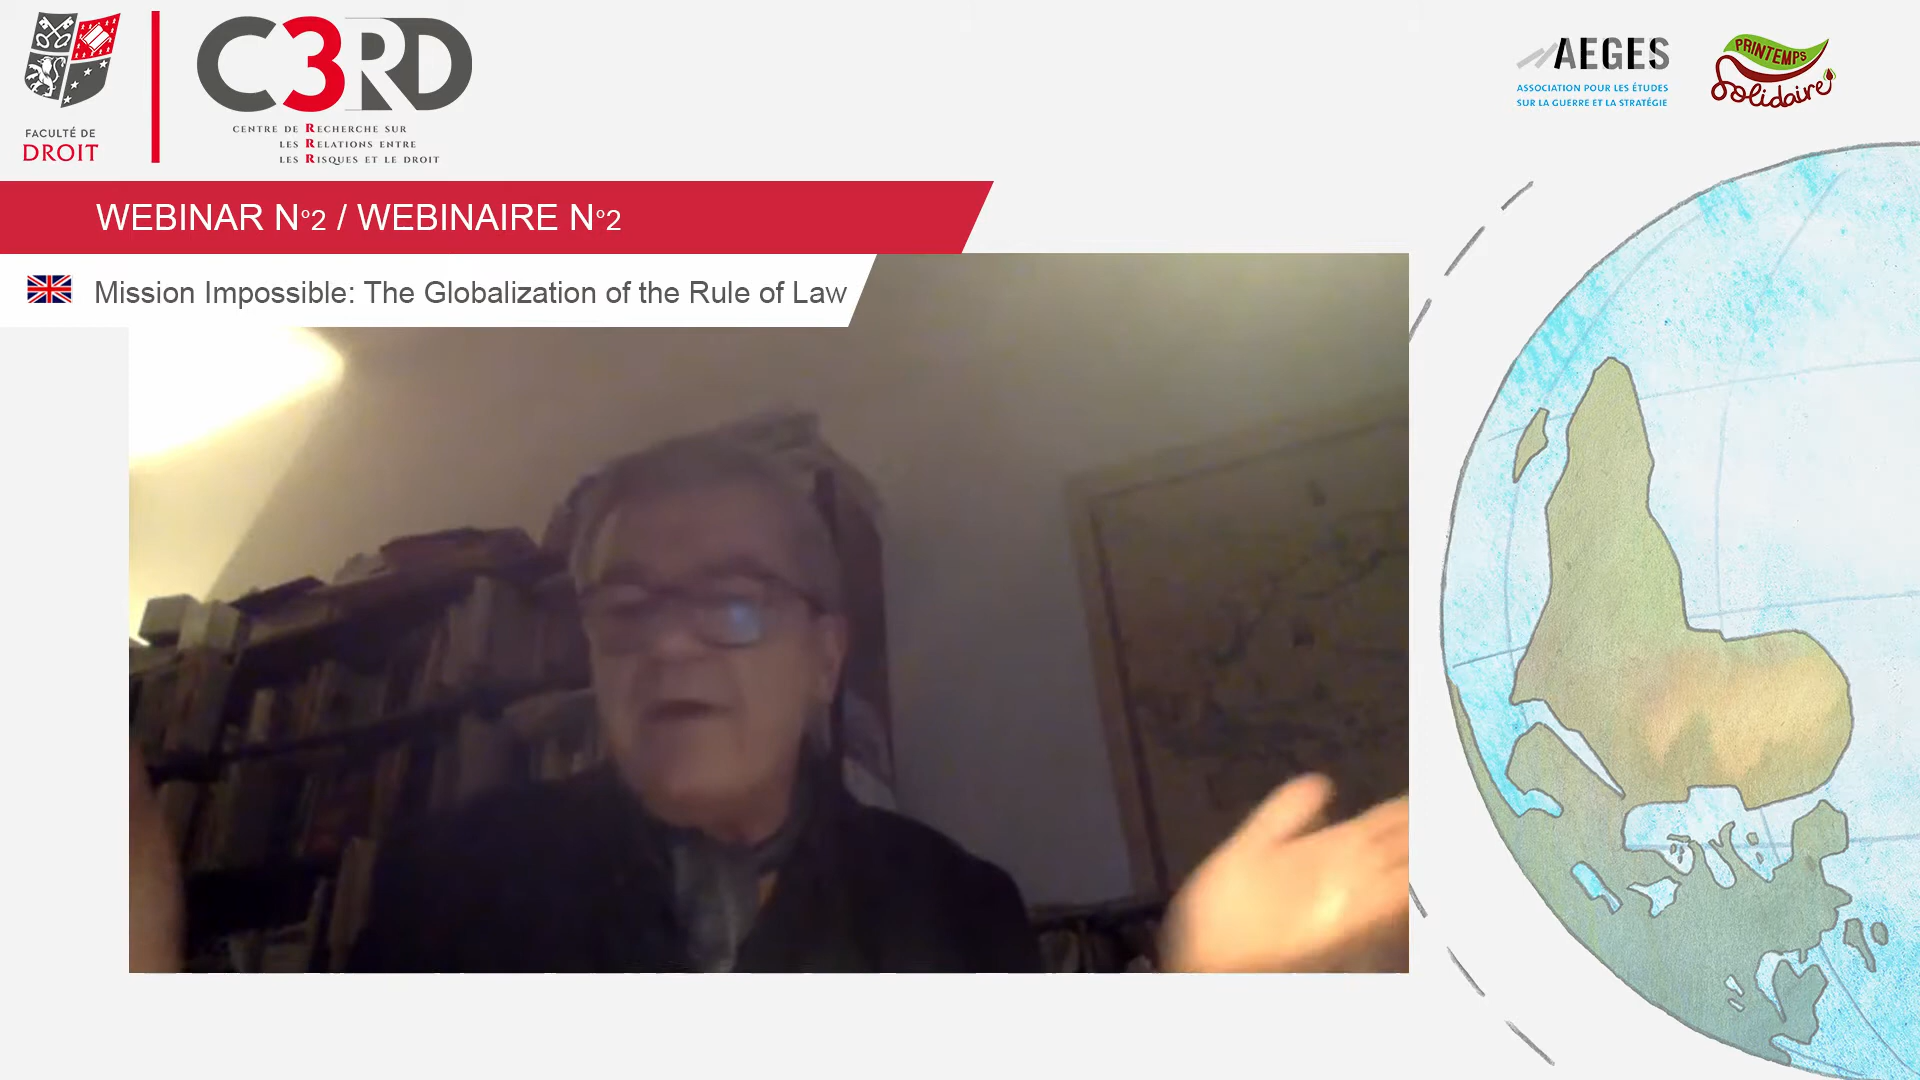 FACULTÉ DE
DROIT
C3RD
CENTRE DE RECHERCHE SUR
LES RELATIONS ENTRE
LES RISQUES ET LE DROIT
AEGES
ASSOCIATION POUR LES ÉTUDES
SUR LA GUERRE ET LA STRATÉGIE
PRINTEMPS
Solidaire
WEBINAR N°2 / WEBINAIRE N°2
Mission Impossible: The Globalization of the Rule of Law